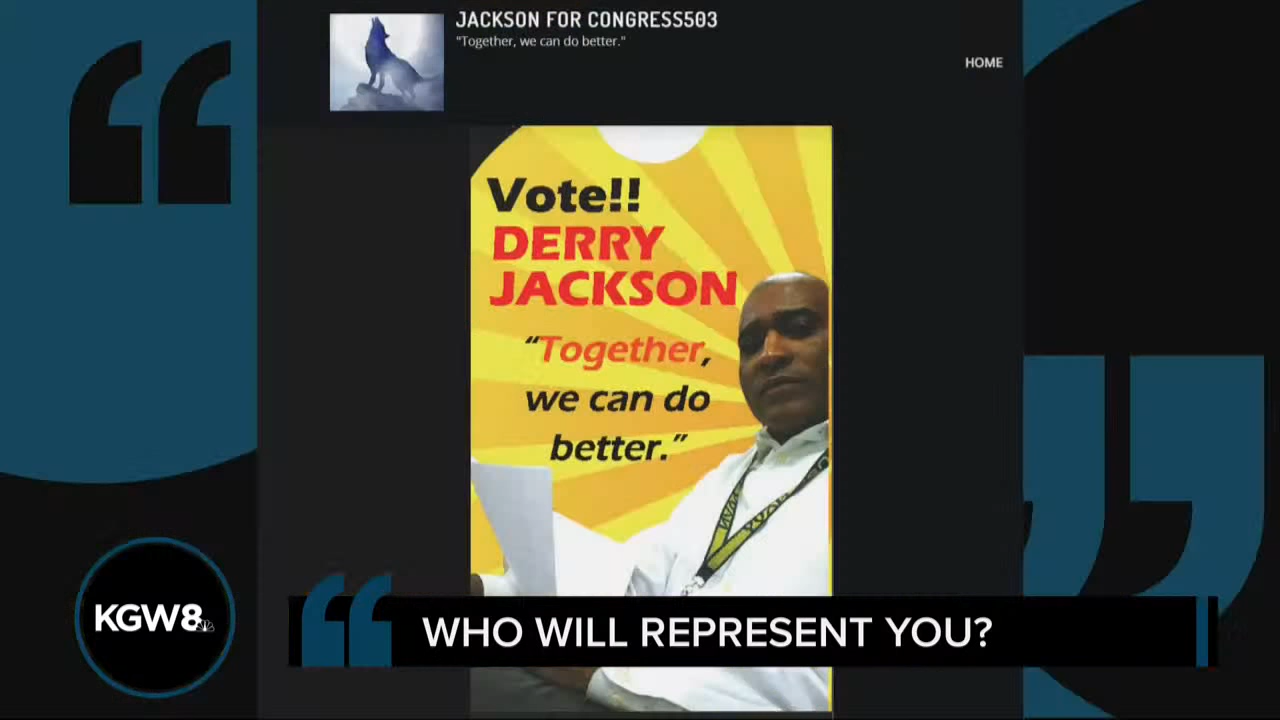 JACKSON FOR CONGRESS503
"Together, we can do better."
HOME
Vote!!
DERRY
JACKSON
"Together,
we can do
better."
KGW8
WHO WILL REPRESENT YOU?